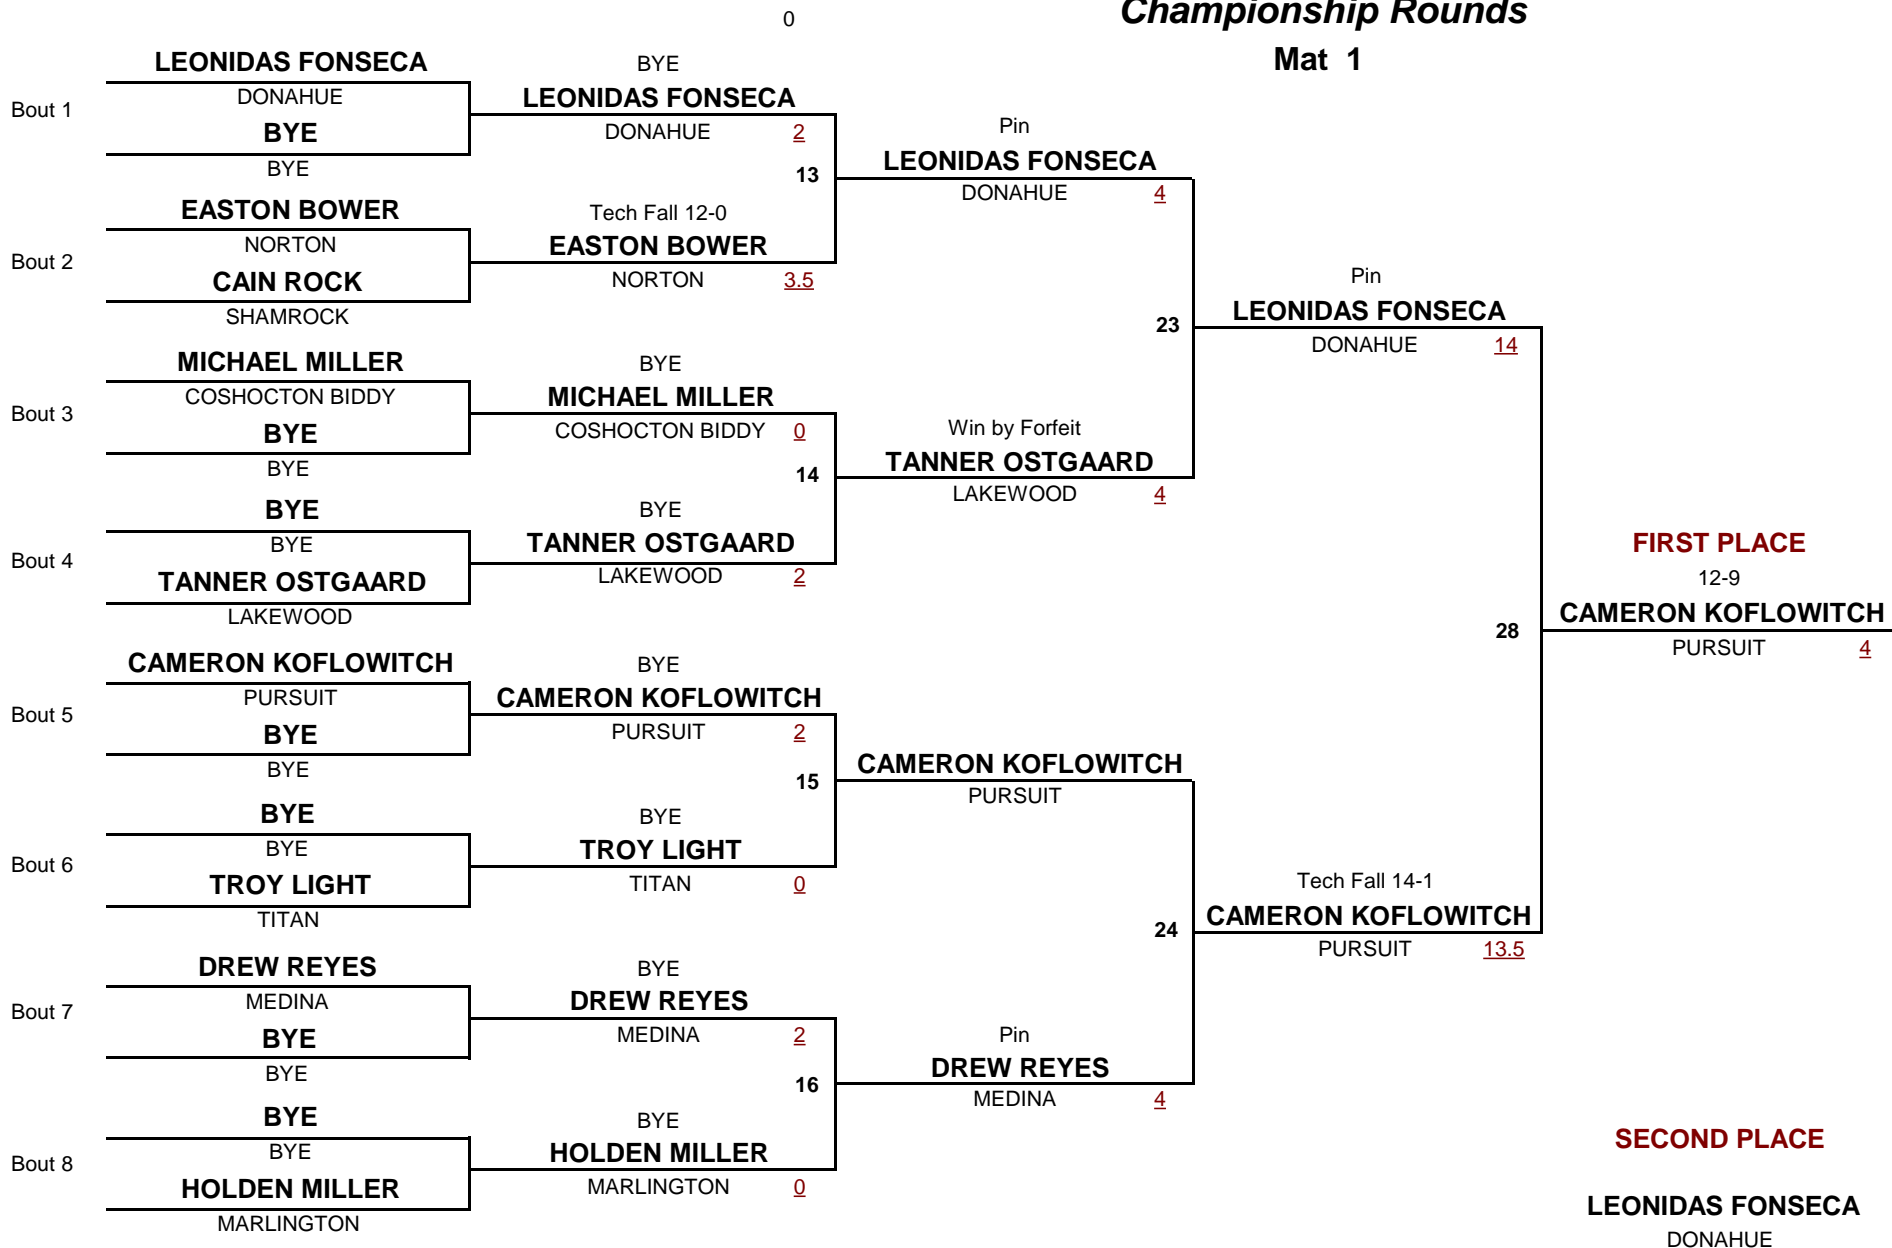 0
Championship Rounds
Mat 1
Bout 1
LEONIDAS FONSECA
DONAHUE
BYE
BYE
Bout 2
EASTON BOWER
NORTON
CAIN ROCK
SHAMROCK
Bout 3
MICHAEL MILLER
COSHOCTON BIDDY
BYE
BYE
Bout 4
BYE
BYE
TANNER OSTGAARD
LAKEWOOD
Bout 5
CAMERON KOFLOWITCH
PURSUIT
BYE
BYE
Bout 6
BYE
BYE
TROY LIGHT
TITAN
Bout 7
DREW REYES
MEDINA
BYE
BYE
Bout 8
BYE
BYE
HOLDEN MILLER
MARLINGTON
BYE
LEONIDAS FONSECA
DONAHUE 2
13
Tech Fall 12-0
EASTON BOWER
NORTON 3.5
BYE
MICHAEL MILLER
COSHOCTON BIDDY 0
14
BYE
TANNER OSTGAARD
LAKEWOOD 2
BYE
CAMERON KOFLOWITCH
PURSUIT 2
15
BYE
TROY LIGHT
TITAN 0
BYE
DREW REYES
MEDINA 2
16
BYE
HOLDEN MILLER
MARLINGTON 0
Pin
LEONIDAS FONSECA
DONAHUE 4
23
Win by Forfeit
TANNER OSTGAARD
LAKEWOOD 4
CAMERON KOFLOWITCH
PURSUIT
24
Pin
DREW REYES
MEDINA 4
Pin
LEONIDAS FONSECA
DONAHUE 14
28
Tech Fall 14-1
CAMERON KOFLOWITCH
PURSUIT 13.5
FIRST PLACE
12-9
CAMERON KOFLOWITCH
PURSUIT 4
SECOND PLACE
LEONIDAS FONSECA
DONAHUE